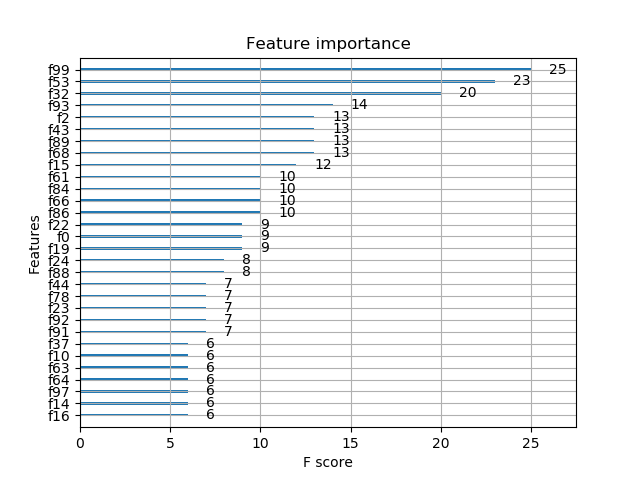 Feature importance
f99 25
f53 23
f32 20
f93 14
f2 13
f43 13
f89 13
f68 13
f15 12
f61 10
f84 10
f66 10
f86 10
f22 9
f0 9
f19 9
f24 8
f88 8
f44 7
f78 7
f23 7
f92 7
f91 7
f37 6
f10 6
f63 6
f64 6
f97 6
f14 6
f16 6
Features
0 5 10 15 20 25
F score